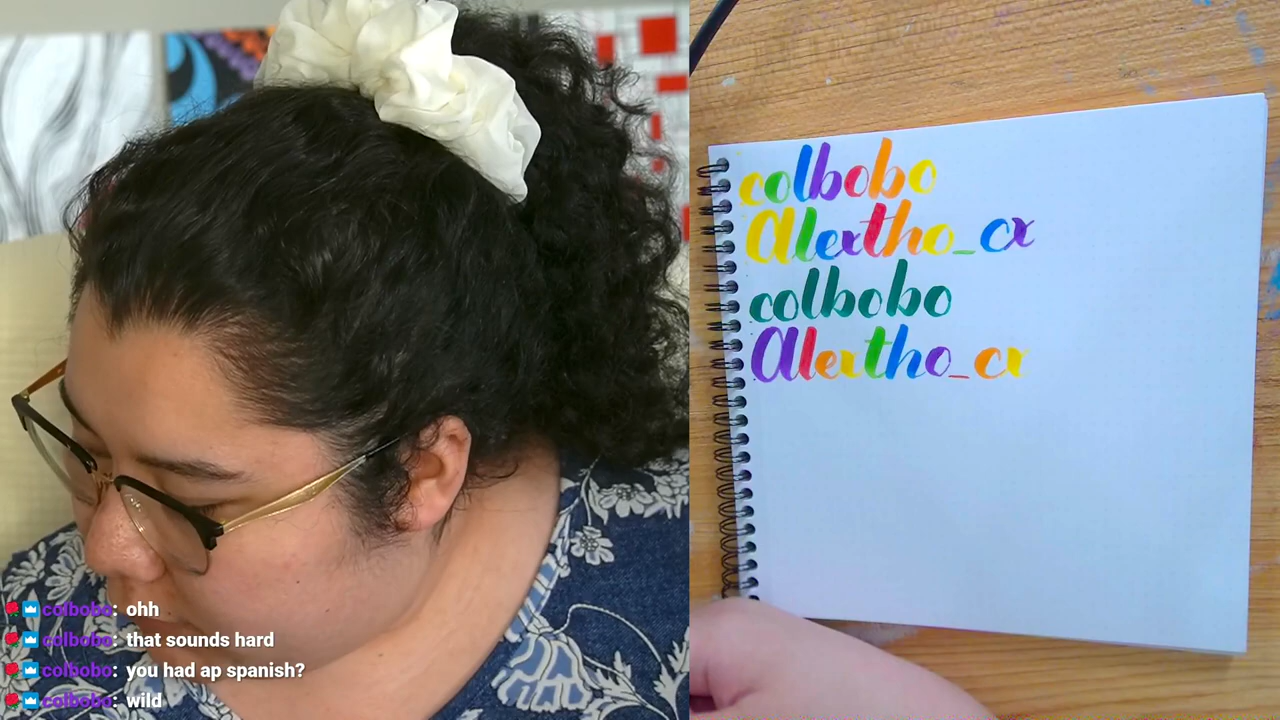 colbobo: ohh
colbobo: that sounds hard
colbobo: you had ap spanish?
colbobo: wild
colbobo
Alextho_cx
colbobo
Alextho_cx